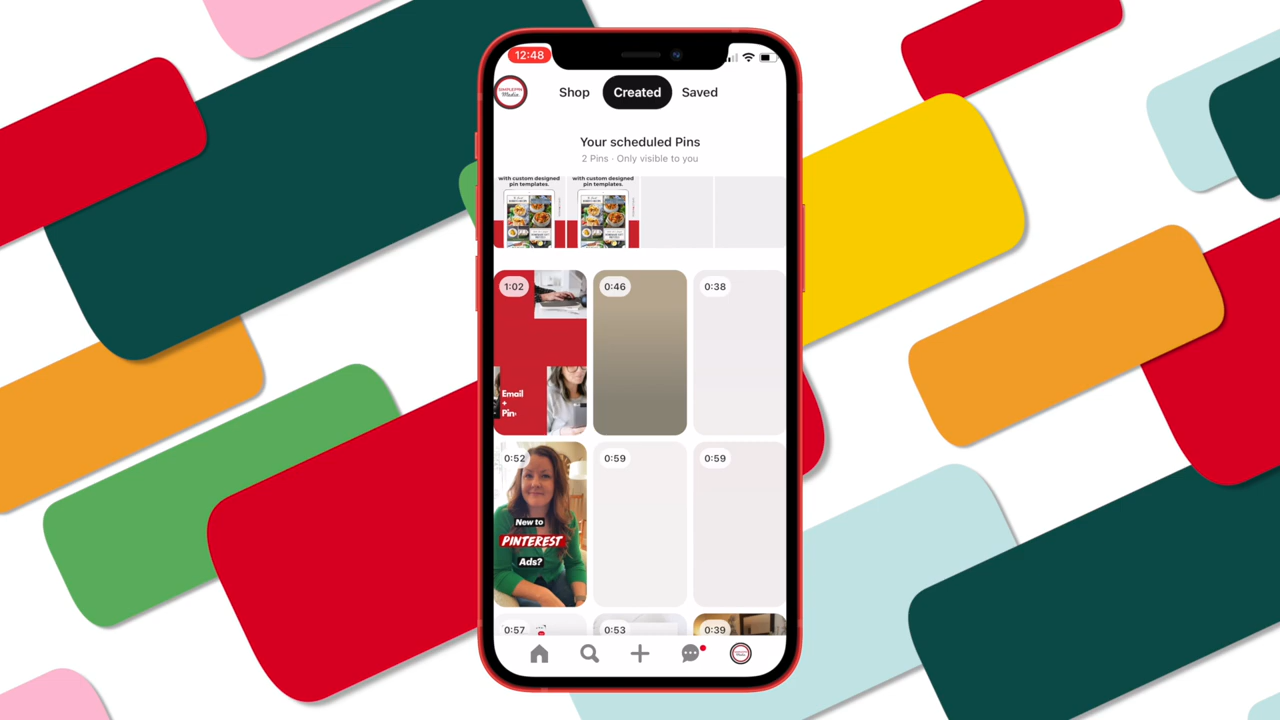 12:48
SIMPLEPIN
Media
Shop
Created
Saved
Your scheduled Pins
2 Pins · Only visible to you
with custom designed
pin templates.
with custom designed
pin templates.
1:02
0:46
0:38
Email
+
Pin
0:52
0:59
0:59
New to
PINTEREST
Ads?
0:57
0:53
0:39